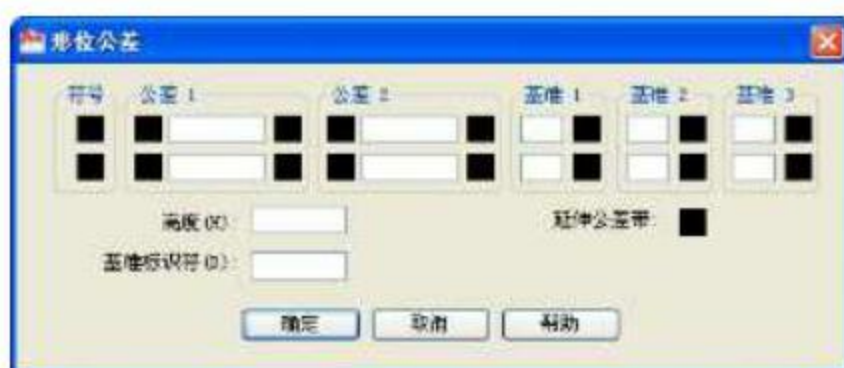 形位公差
符号 公差 1 公差 2 基准 1 基准 2 基准 3
高度(H): 延伸公差带:
基准标识符(D):
确定 取消 帮助